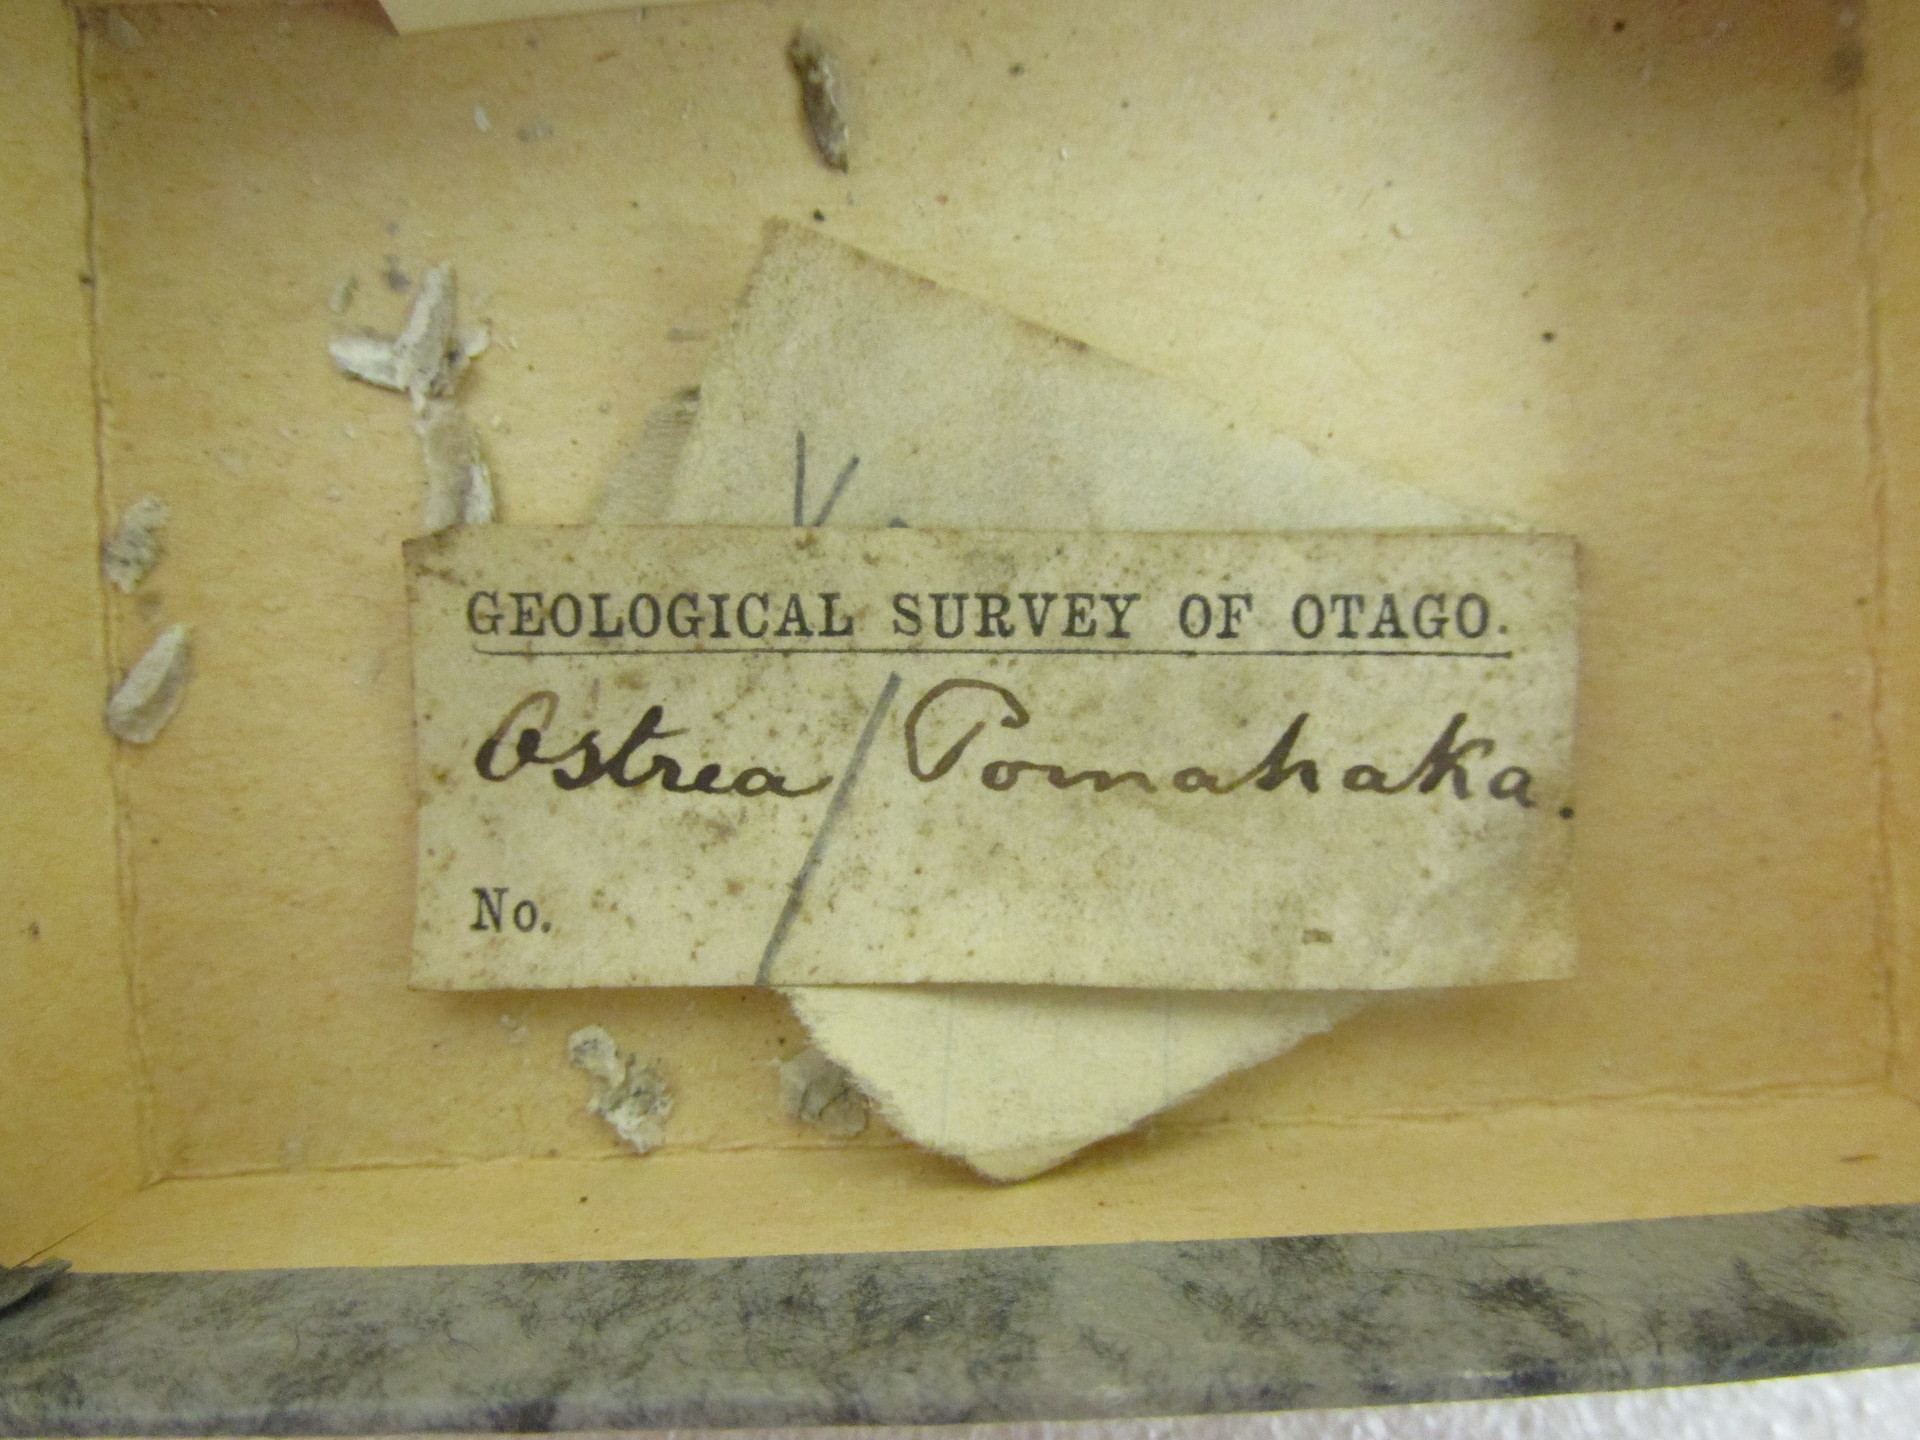 GEOLOGICAL SURVEY OF OTAGO.
Ostrea / Pomahaka.
No.